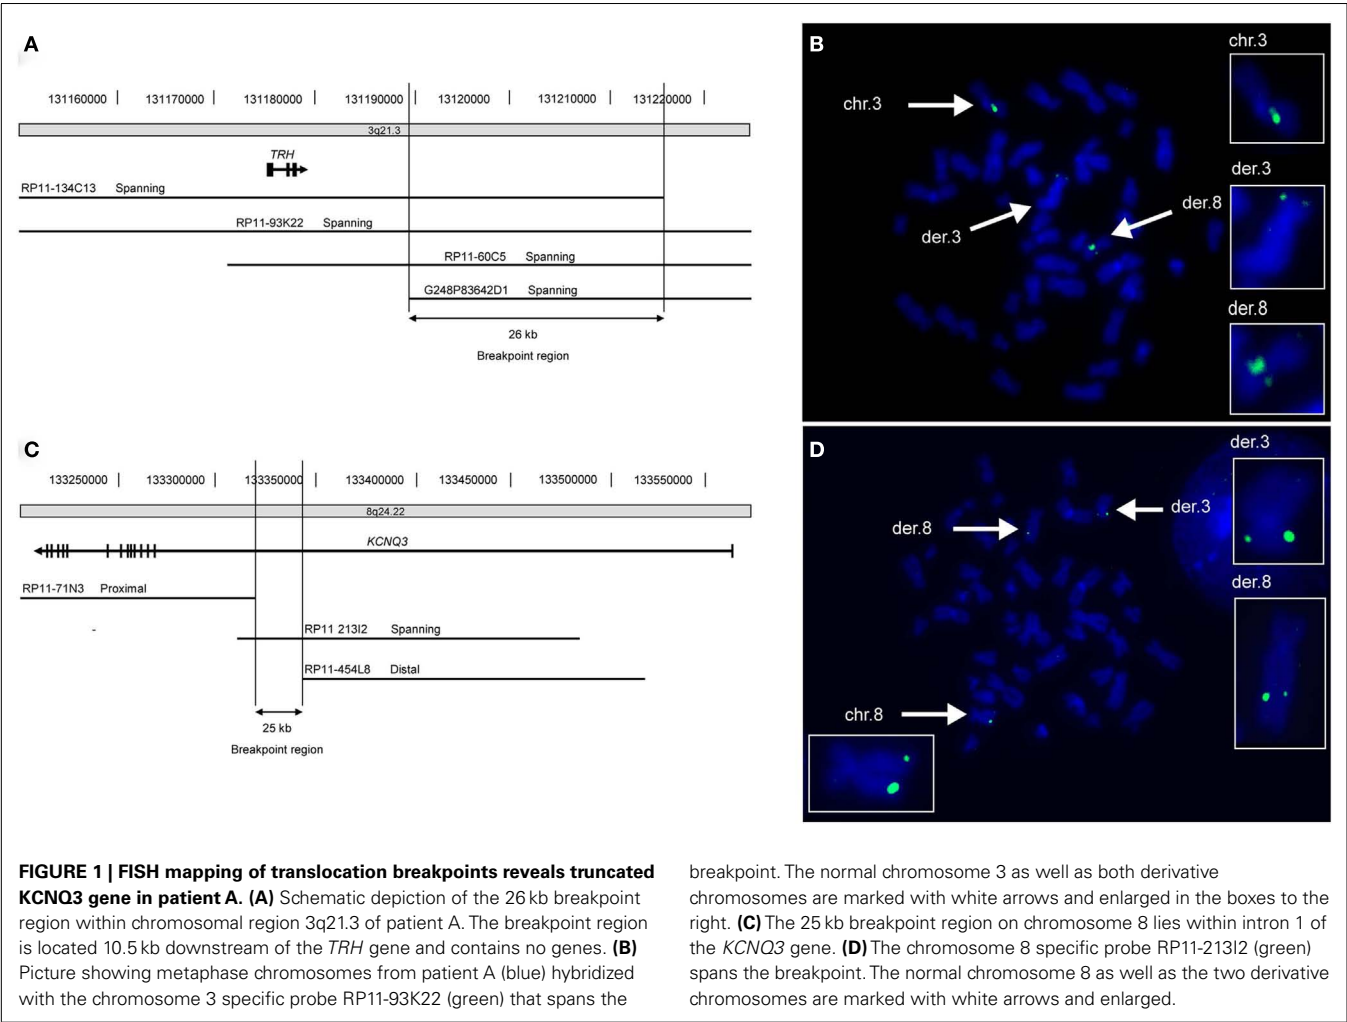 A
131160000 | 131170000 | 131180000 | 131190000 | 13120000 | 131210000 | 131220000 |
3q21.3
TRH
RP11-134C13 Spanning
RP11-93K22 Spanning
RP11-60C5 Spanning
G248P83642D1 Spanning
26 kb
Breakpoint region
B
chr.3
chr.3
der.3
der.8
der.3
der.8
C
133250000 | 133300000 | 133350000 | 133400000 | 133450000 | 133500000 | 133550000 |
8q24.22
KCNQ3
RP11-71N3 Proximal
-
RP11 213I2 Spanning
RP11-454L8 Distal
25 kb
Breakpoint region
D
der.3
der.3
der.8
der.8
chr.8
FIGURE 1 | FISH mapping of translocation breakpoints reveals truncated
KCNQ3 gene in patient A. (A) Schematic depiction of the 26 kb breakpoint
region within chromosomal region 3q21.3 of patient A. The breakpoint region
is located 10.5 kb downstream of the TRH gene and contains no genes. (B)
Picture showing metaphase chromosomes from patient A (blue) hybridized
with the chromosome 3 specific probe RP11-93K22 (green) that spans the
breakpoint. The normal chromosome 3 as well as both derivative
chromosomes are marked with white arrows and enlarged in the boxes to the
right. (C) The 25 kb breakpoint region on chromosome 8 lies within intron 1 of
the KCNQ3 gene. (D) The chromosome 8 specific probe RP11-213I2 (green)
spans the breakpoint. The normal chromosome 8 as well as the two derivative
chromosomes are marked with white arrows and enlarged.